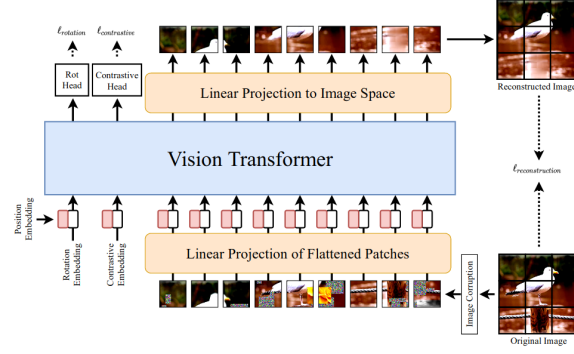 ℓrotation
ℓcontrastive
Rot
Head
Contrastive
Head
Linear Projection to Image Space
Reconstructed Image
Vision Transformer
ℓreconstruction
Position
Embedding
Rotation
Embedding
Contrastive
Embedding
Linear Projection of Flattened Patches
Image Corruption
Original Image